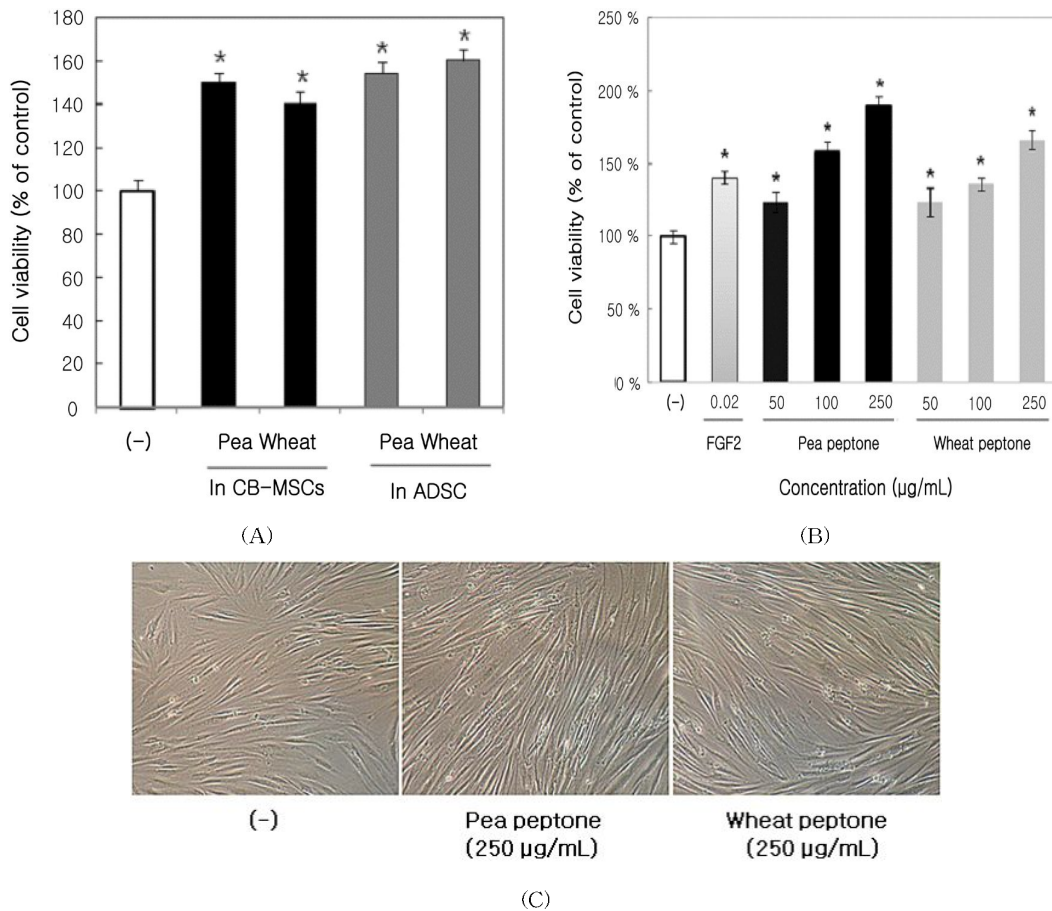 Cell viability (% of control)
180
160
140
120
100
80
60
40
20
0
*
*
*
*
(-)
Pea Wheat
Pea Wheat
In CB-MSCs
In ADSC
(A)
Cell viability (% of control)
250 %
200 %
150 %
100 %
50 %
0 %
*
*
*
*
*
*
*
(-)
0.02
50
100
250
50
100
250
FGF2
Pea peptone
Wheat peptone
Concentration (μg/mL)
(B)
(-)
Pea peptone
(250 μg/mL)
Wheat peptone
(250 μg/mL)
(C)